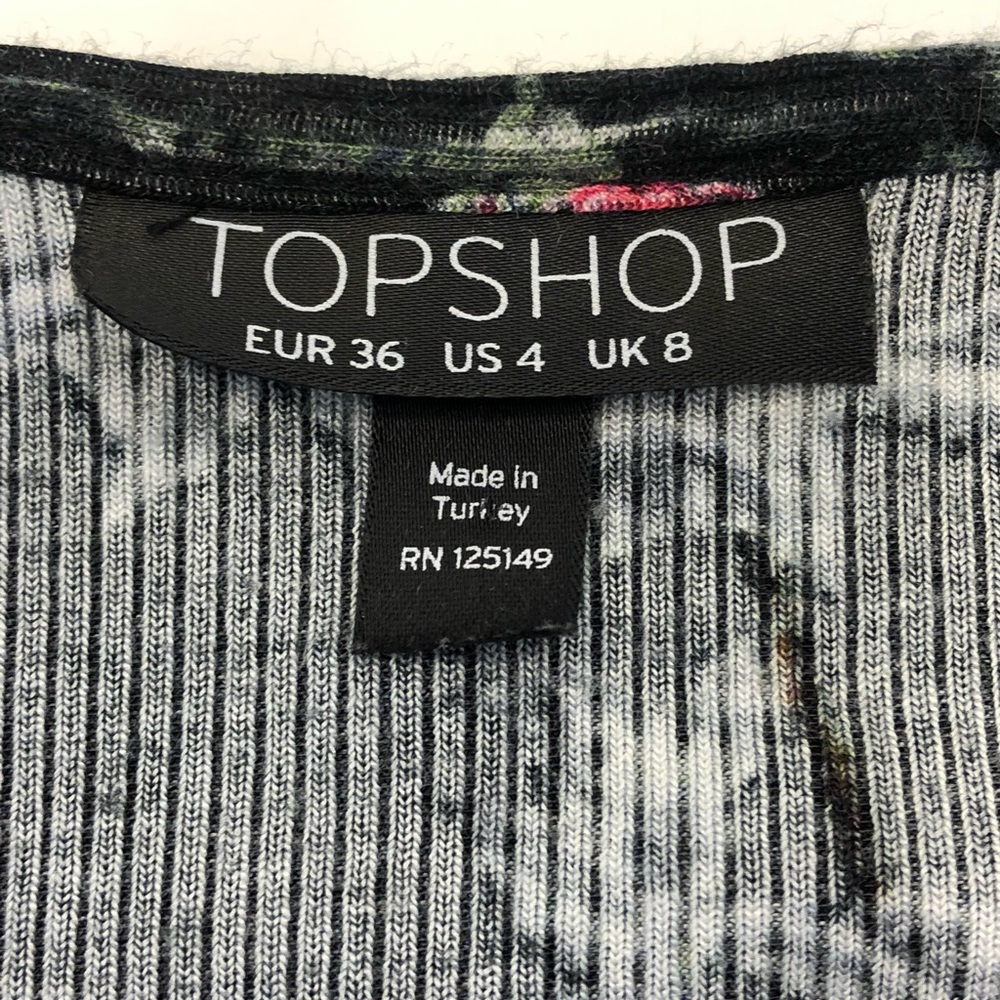 TOPSHOP
EUR 36 US 4 UK 8
Made in
Turkey
RN 125149